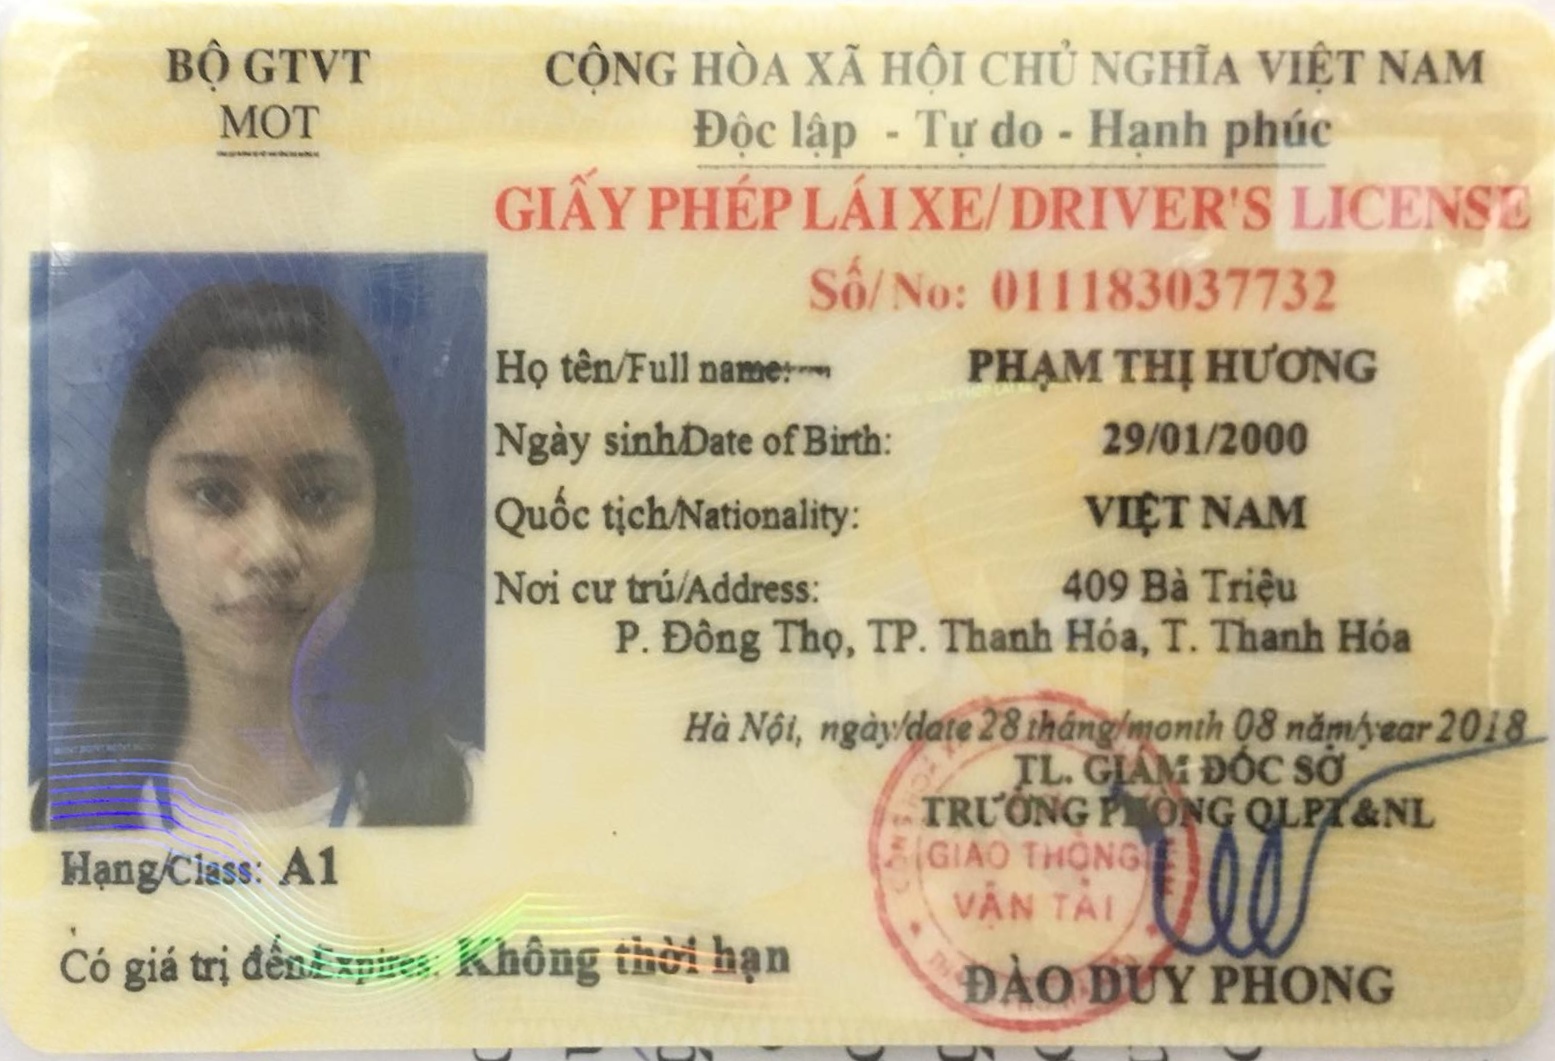 BỘ GTVT
MOT
CỘNG HÒA XÃ HỘI CHỦ NGHĨA VIỆT NAM
Độc lập - Tự do - Hạnh phúc
GIẤY PHÉP LÁI XE/ DRIVER'S LICENSE
Số/ No: 011183037732
Họ tên/Full name: PHẠM THỊ HƯƠNG
Ngày sinh/Date of Birth: 29/01/2000
Quốc tịch/Nationality: VIỆT NAM
Nơi cư trú/Address: 409 Bà Triệu
P. Đông Thọ, TP. Thanh Hóa, T. Thanh Hóa
Hà Nội, ngày/date 28 tháng/month 08 năm/year 2018
TL. GIÁM ĐỐC SỞ
TRƯỞNG PHÒNG QLPT&NL
GIAO THÔNG
VẬN TẢI
ĐÀO DUY PHONG
Hạng/Class: A1
Có giá trị đến/Expires: Không thời hạn